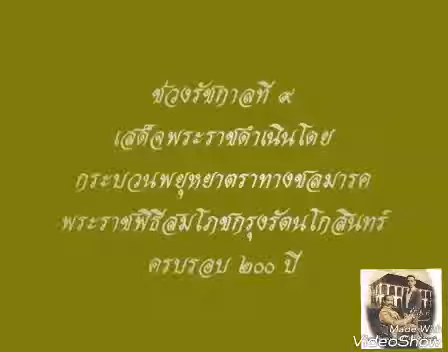 ช่วงรัชกาลที่ ๙
เสด็จพระราชดำเนินโดย
กระบวนพยุหยาตราทางชลมารค
พระราชพิธีสมโภชกรุงรัตนโกสินทร์
ครบรอบ ๒๐๐ ปี
Made With
VideoShow